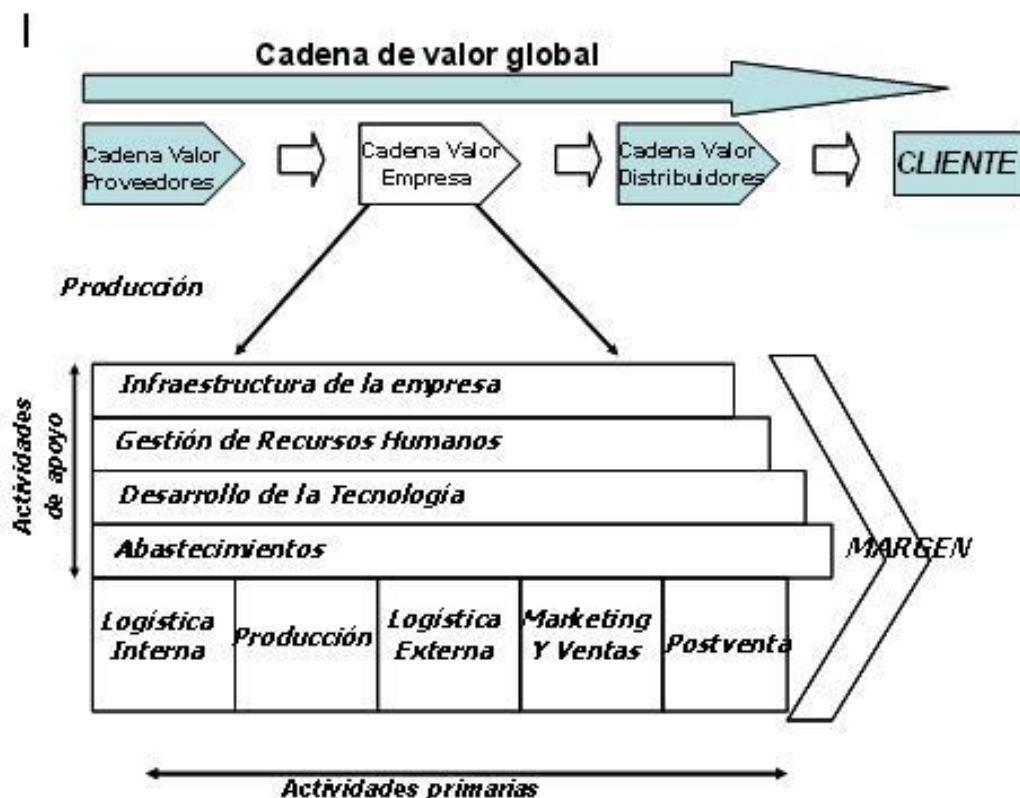 I
Cadena de valor global
Cadena Valor
Proveedores
Cadena Valor
Empresa
Cadena Valor
Distribuidores
CLIENTE
Producción
Actividades
de apoyo
Infraestructura de la empresa
Gestión de Recursos Humanos
Desarrollo de la Tecnología
Abastecimientos
MARGEN
Logística
Interna
Producción
Logística
Externa
Marketing
Y Ventas
Postventa
Actividades primarias